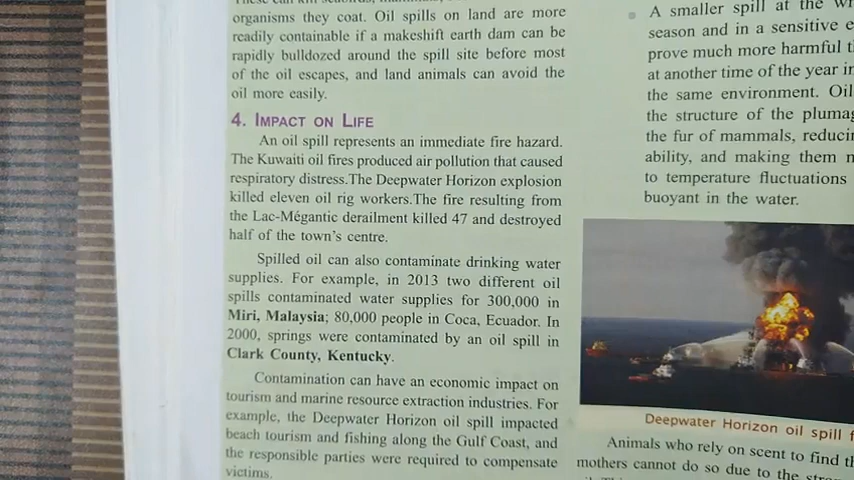 organisms they coat. Oil spills on land are more
readily containable if a makeshift earth dam can be
rapidly bulldozed around the spill site before most
of the oil escapes, and land animals can avoid the
oil more easily.
4. IMPACT ON LIFE
An oil spill represents an immediate fire hazard.
The Kuwaiti oil fires produced air pollution that caused
respiratory distress.The Deepwater Horizon explosion
killed eleven oil rig workers.The fire resulting from
the Lac-Mégantic derailment killed 47 and destroyed
half of the town's centre.
Spilled oil can also contaminate drinking water
supplies. For example, in 2013 two different oil
spills contaminated water supplies for 300,000 in
Miri, Malaysia; 80,000 people in Coca, Ecuador. In
2000, springs were contaminated by an oil spill in
Clark County, Kentucky.
Contamination can have an economic impact on
tourism and marine resource extraction industries. For
example, the Deepwater Horizon oil spill impacted
beach tourism and fishing along the Gulf Coast, and
the responsible parties were required to compensate
victims.
A smaller spill at the
season and in a sensitive
prove much more harmful
at another time of the year
the same environment. Oil
the structure of the
the fur of mammals,
ability, and making them
to temperature fluctuations
buoyant in the water.
Deepwater Horizon oil spill
Animals who rely on scent to find
mothers cannot do so due to the